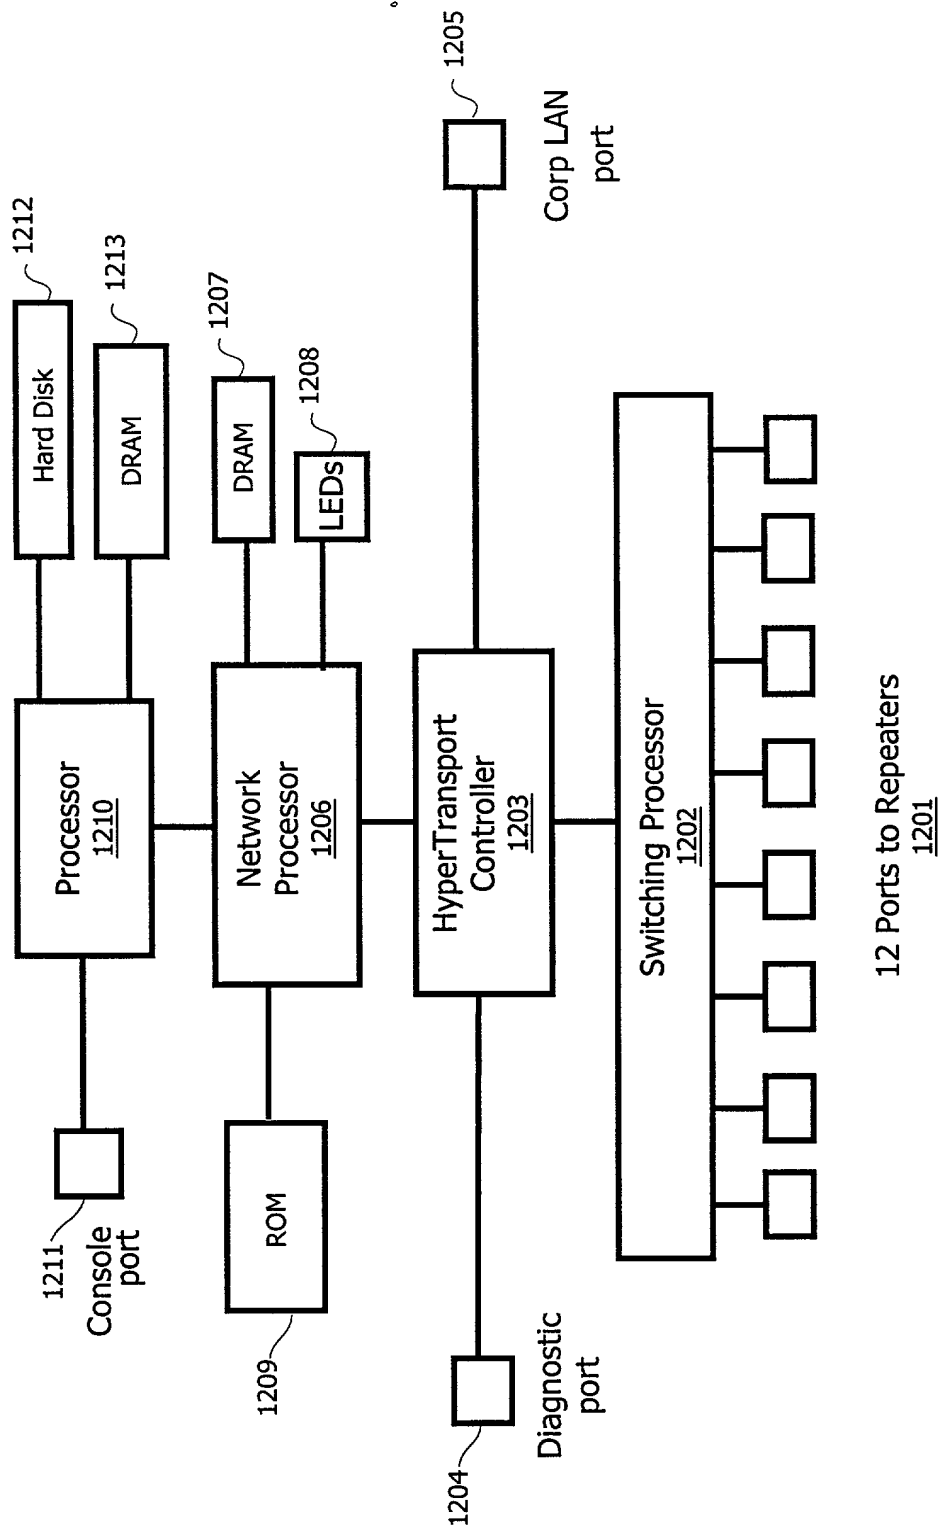 1212
Hard Disk
1213
DRAM
1211
Console
port
Processor
1210
1207
DRAM
1208
LEDs
Network
Processor
1206
ROM
1209
1205
Corp LAN
port
HyperTransport
Controller
1203
1204
Diagnostic
port
Switching Processor
1202
12 Ports to Repeaters
1201